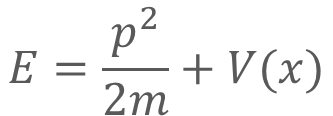 E = p²/2m + V(x)